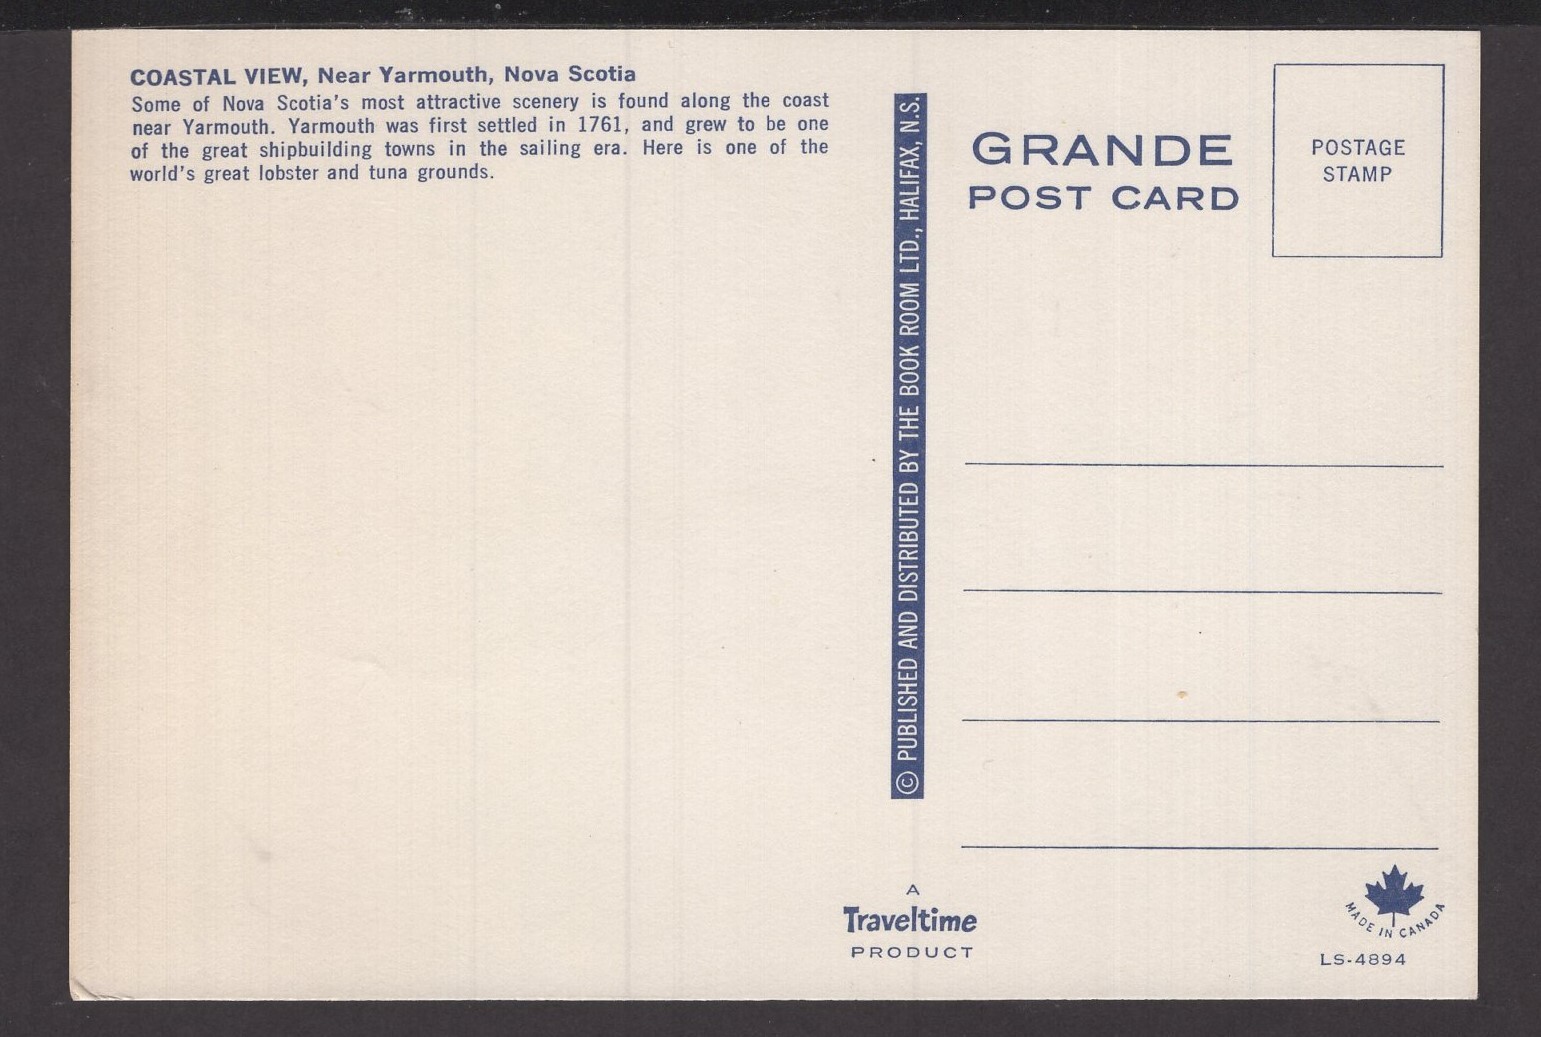 COASTAL VIEW, Near Yarmouth, Nova Scotia
Some of Nova Scotia's most attractive scenery is found along the coast
near Yarmouth. Yarmouth was first settled in 1761, and grew to be one
of the great shipbuilding towns in the sailing era. Here is one of the
world's great lobster and tuna grounds.
© PUBLISHED AND DISTRIBUTED BY THE BOOK ROOM LTD., HALIFAX, N.S.
GRANDE
POST CARD
POSTAGE
STAMP
A
Traveltime
PRODUCT
MADE IN CANADA
LS-4894